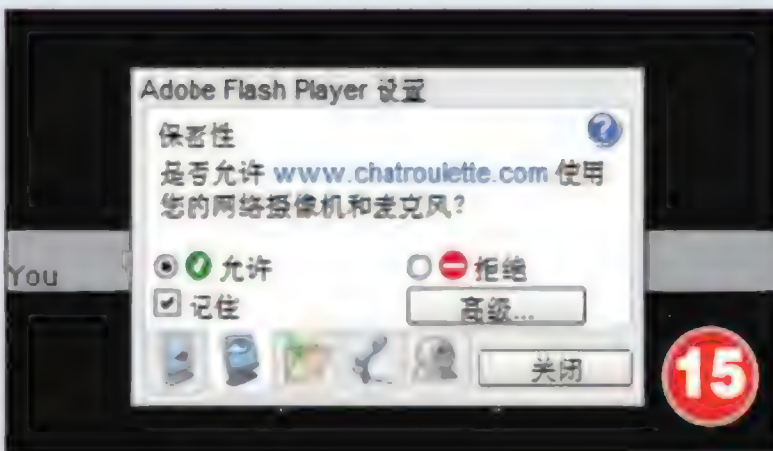 Adobe Flash Player 设置
保密性
是否允许 www.chatroulette.com 使用
您的网络摄像机和麦克风?
You
允许 拒绝
记住 高级...
关闭
15